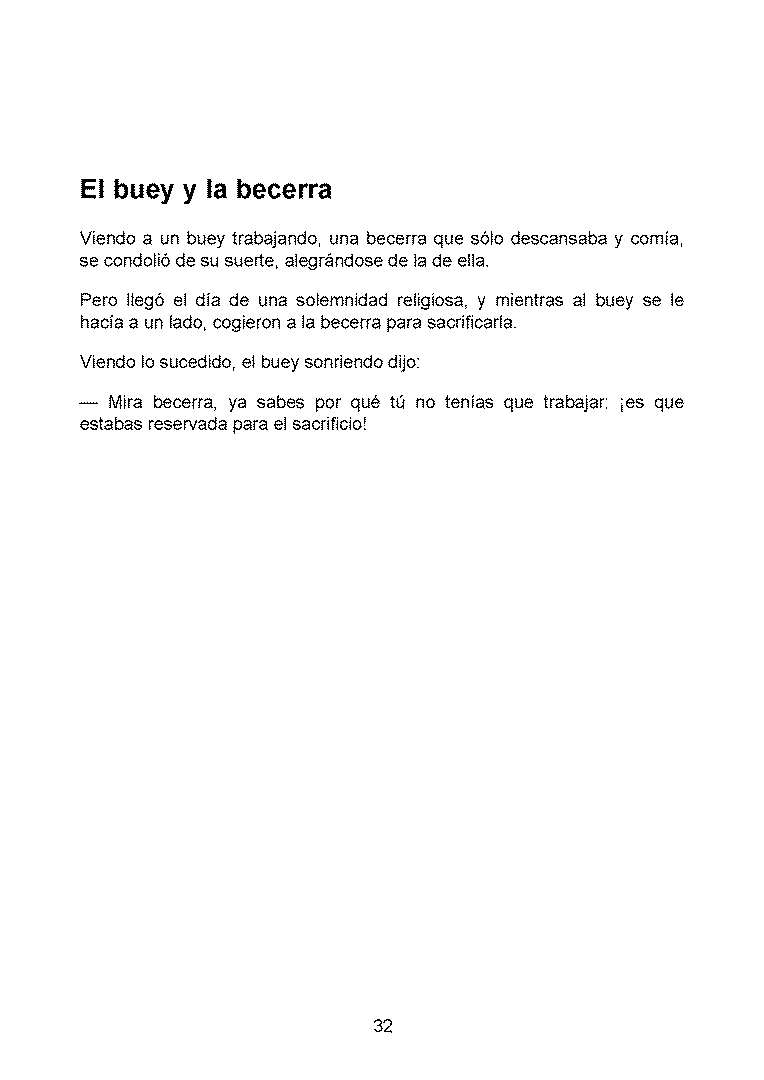 El buey y la becerra
Viendo a un buey trabajando, una becerra que sólo descansaba y comía,
se condolió de su suerte, alegrándose de la de ella.
Pero llegó el día de una solemnidad religiosa, y mientras al buey se le
hacía a un lado, cogieron a la becerra para sacrificarla.
Viendo lo sucedido, el buey sonriendo dijo:
— Mira becerra, ya sabes por qué tú no tenías que trabajar: ¡es que
estabas reservada para el sacrificio!
32